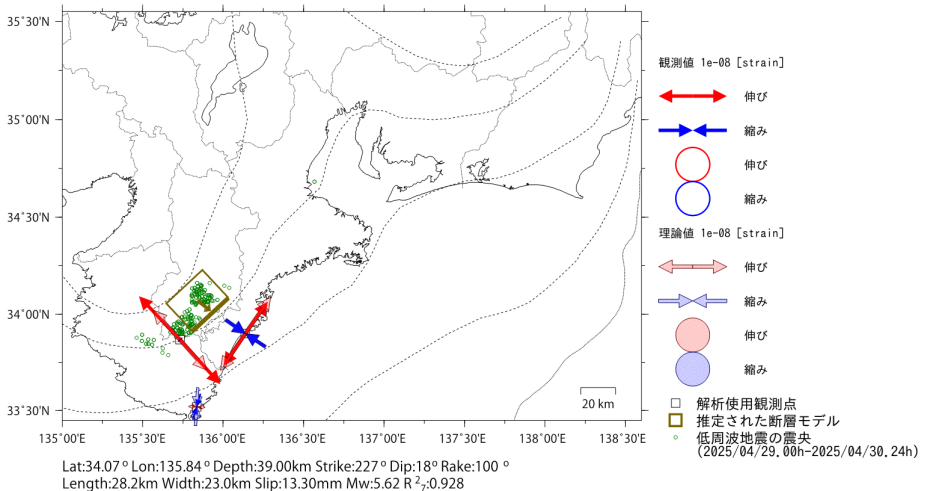 35°30'N
35°00'N
34°30'N
34°00'N
33°30'N
135°00'E 135°30'E 136°00'E 136°30'E 137°00'E 137°30'E 138°00'E 138°30'E
20 km
観測値 1e-08 [strain]
伸び
縮み
伸び
縮み
理論値 1e-08 [strain]
伸び
縮み
伸び
縮み
解析使用観測点
推定された断層モデル
低周波地震の震央
(2025/04/29.00h-2025/04/30.24h)
Lat:34.07 ° Lon:135.84 ° Depth:39.00km Strike:227 ° Dip:18° Rake:100 °
Length:28.2km Width:23.0km Slip:13.30mm Mw:5.62 R ²₇:0.928